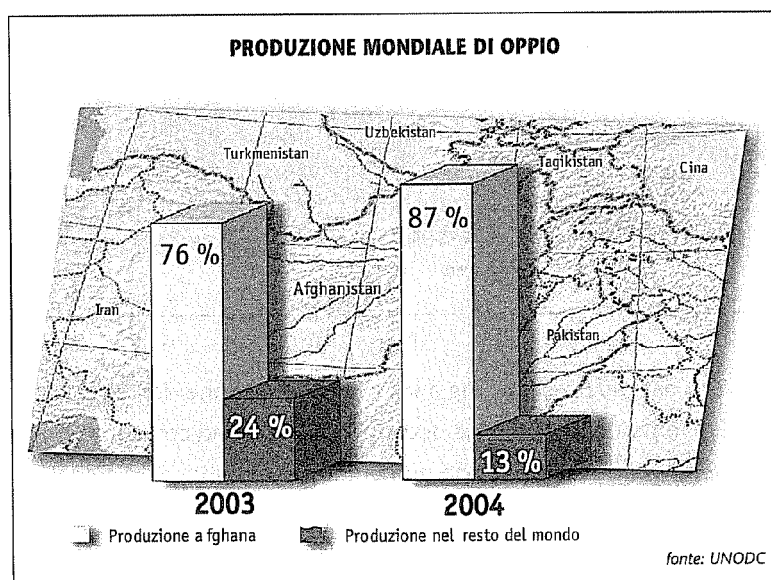 PRODUZIONE MONDIALE DI OPPIO
Uzbekistan
Turkmenistan
Tagikistan
Cina
76 %
87 %
Iran
Afghanistan
Pakistan
24 %
13 %
2003
2004
Produzione a fghana
Produzione nel resto del mondo
fonte: UNODC